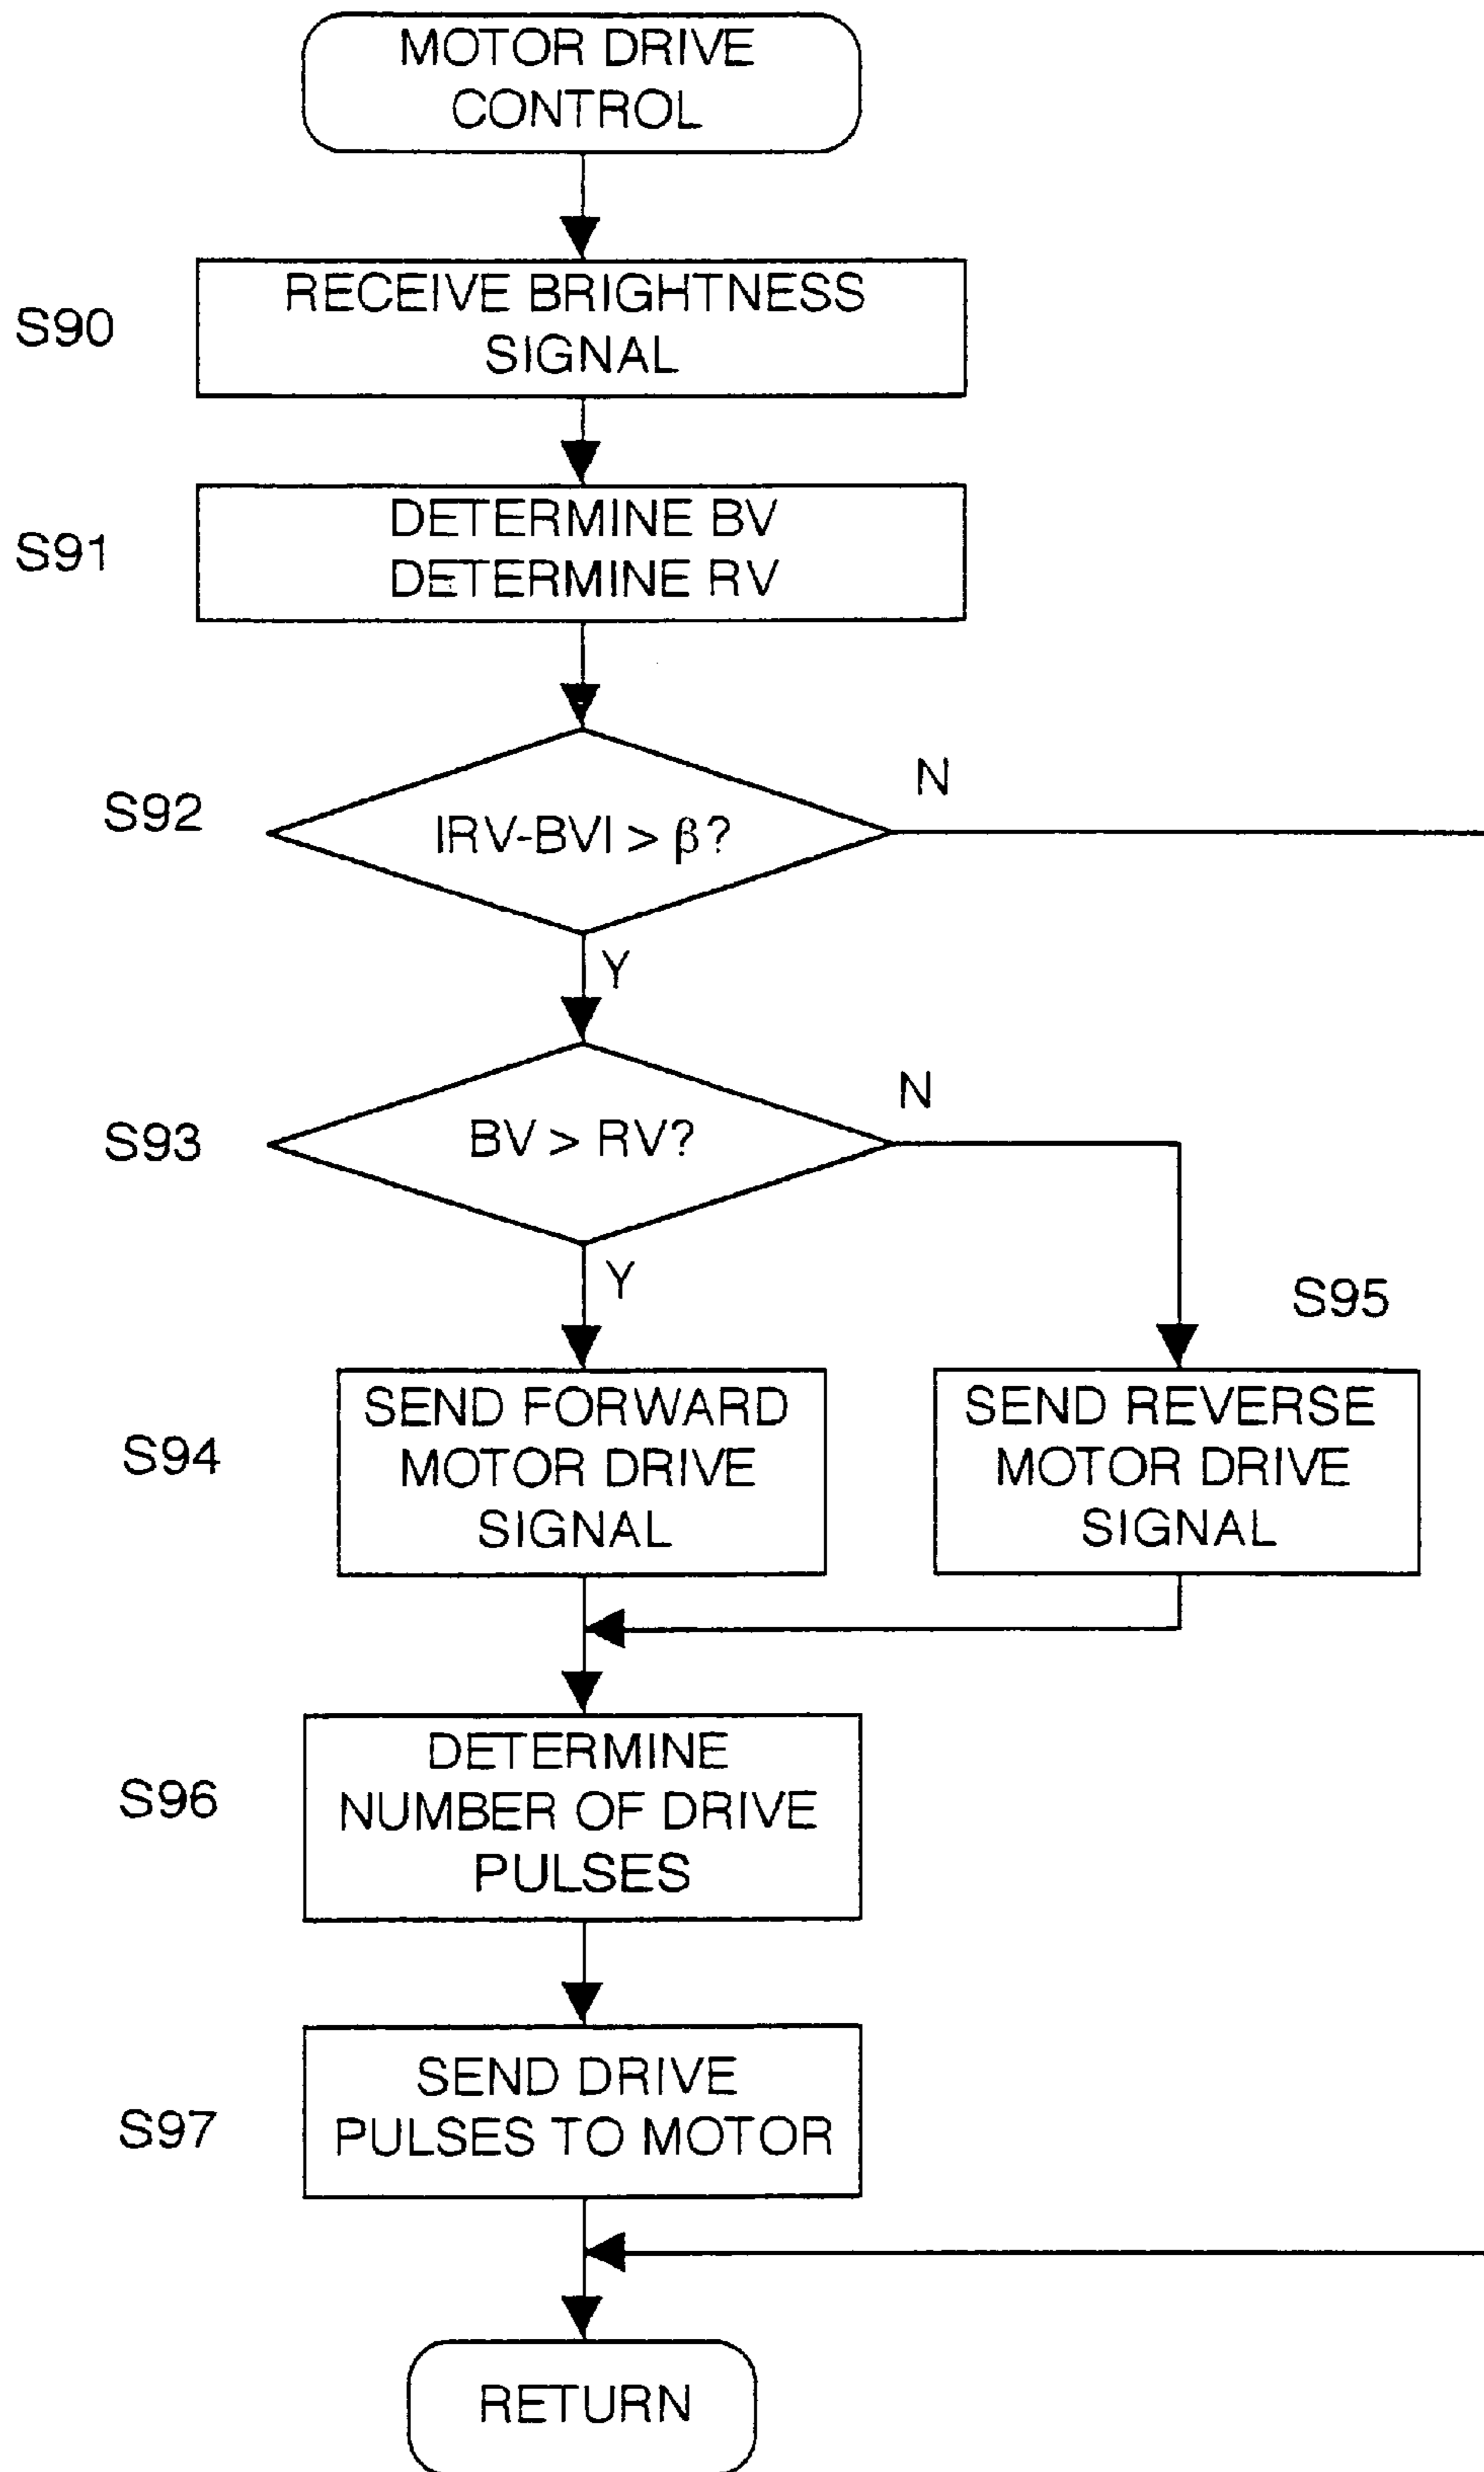 MOTOR DRIVE
CONTROL
S90
RECEIVE BRIGHTNESS
SIGNAL
S91
DETERMINE BV
DETERMINE RV
S92
IRV-BVI > β?
N
Y
S93
BV > RV?
N
Y
S95
S94
SEND FORWARD
MOTOR DRIVE
SIGNAL
SEND REVERSE
MOTOR DRIVE
SIGNAL
S96
DETERMINE
NUMBER OF DRIVE
PULSES
S97
SEND DRIVE
PULSES TO MOTOR
RETURN